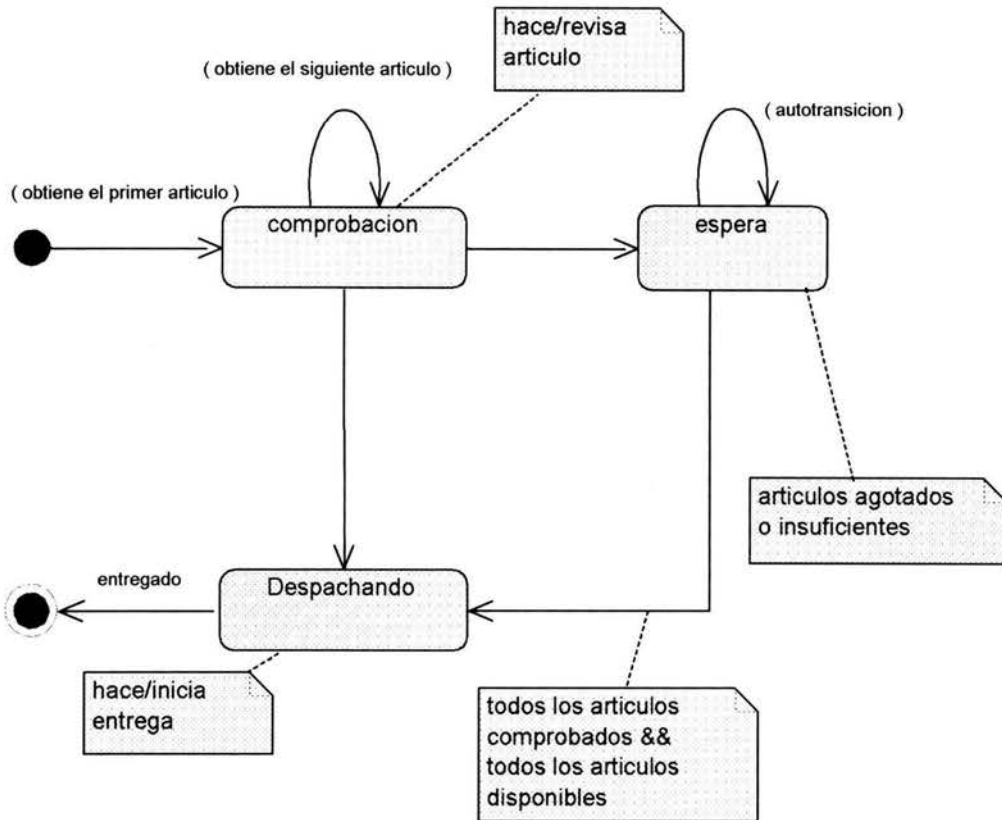 hace/revisa
articulo
( obtiene el siguiente articulo )
( autotransicion )
( obtiene el primer articulo )
comprobacion
espera
articulos agotados
o insuficientes
entregado
Despachando
hace/inicia
entrega
todos los articulos
comprobados &&
todos los articulos
disponibles